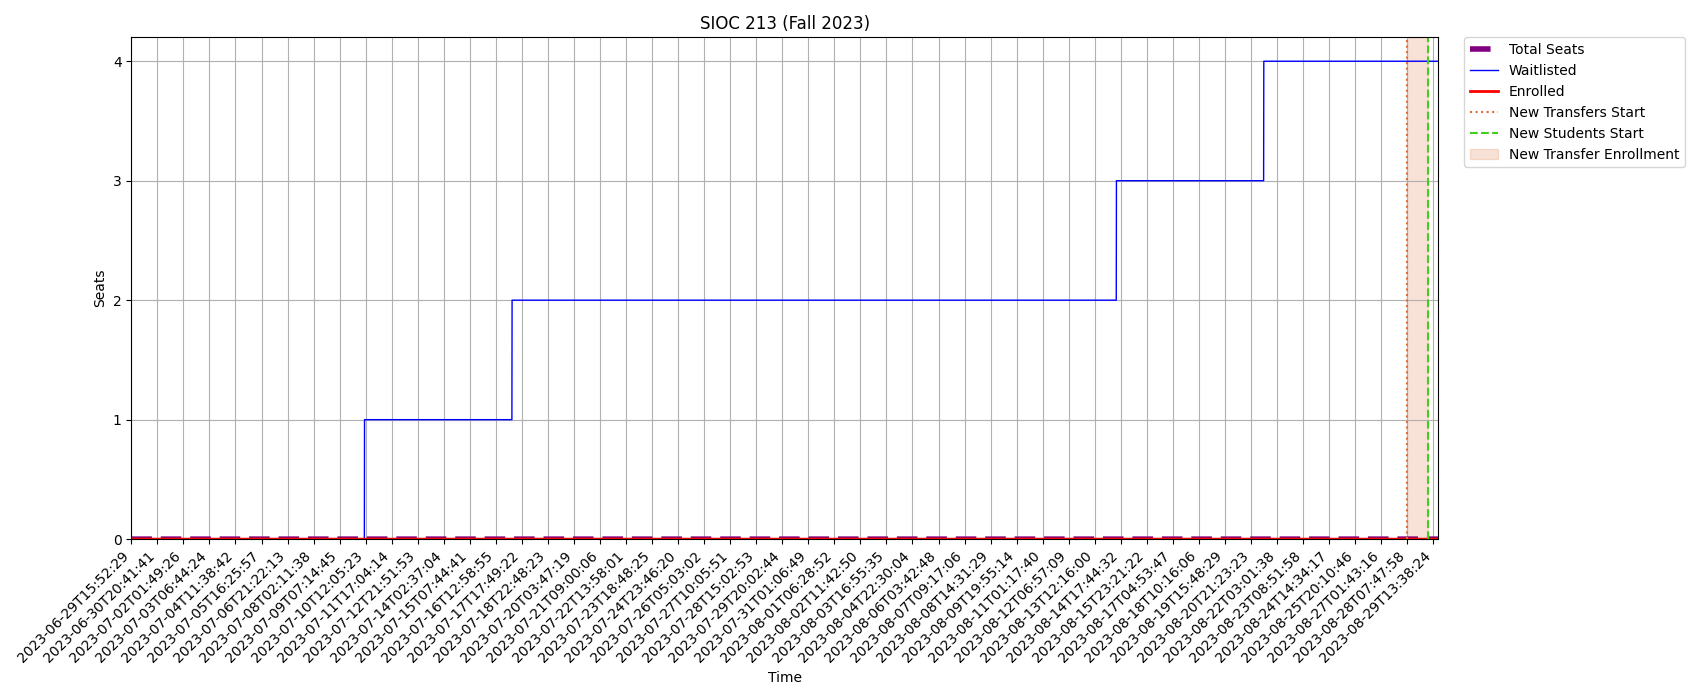 SIOC 213 (Fall 2023)
Total Seats
Waitlisted
Enrolled
New Transfers Start
New Students Start
New Transfer Enrollment
Seats
4
3
2
1
0
2023-06-29T15:52:29
2023-06-30T20:41:41
2023-07-02T01:49:26
2023-07-03T06:44:24
2023-07-04T11:38:42
2023-07-05T16:25:57
2023-07-06T21:22:13
2023-07-08T02:11:38
2023-07-09T07:14:45
2023-07-10T12:05:23
2023-07-11T17:04:14
2023-07-12T21:51:53
2023-07-14T02:37:04
2023-07-15T07:44:41
2023-07-16T12:58:55
2023-07-17T17:49:22
2023-07-18T22:48:23
2023-07-20T03:47:19
2023-07-21T09:00:06
2023-07-22T13:58:01
2023-07-23T18:48:25
2023-07-24T23:46:20
2023-07-26T05:03:02
2023-07-27T10:05:51
2023-07-28T15:02:53
2023-07-29T20:02:44
2023-07-31T01:06:49
2023-08-01T06:28:52
2023-08-02T11:42:50
2023-08-03T16:55:35
2023-08-04T22:30:04
2023-08-06T03:42:48
2023-08-07T09:17:06
2023-08-08T14:31:29
2023-08-09T19:55:14
2023-08-11T01:17:40
2023-08-12T06:57:09
2023-08-13T12:16:00
2023-08-14T17:44:32
2023-08-15T23:21:22
2023-08-17T04:53:47
2023-08-18T10:16:06
2023-08-19T15:48:29
2023-08-20T21:23:23
2023-08-22T03:01:38
2023-08-23T08:51:58
2023-08-24T14:34:17
2023-08-25T20:10:46
2023-08-27T01:43:16
2023-08-28T07:47:58
2023-08-29T13:38:24
Time